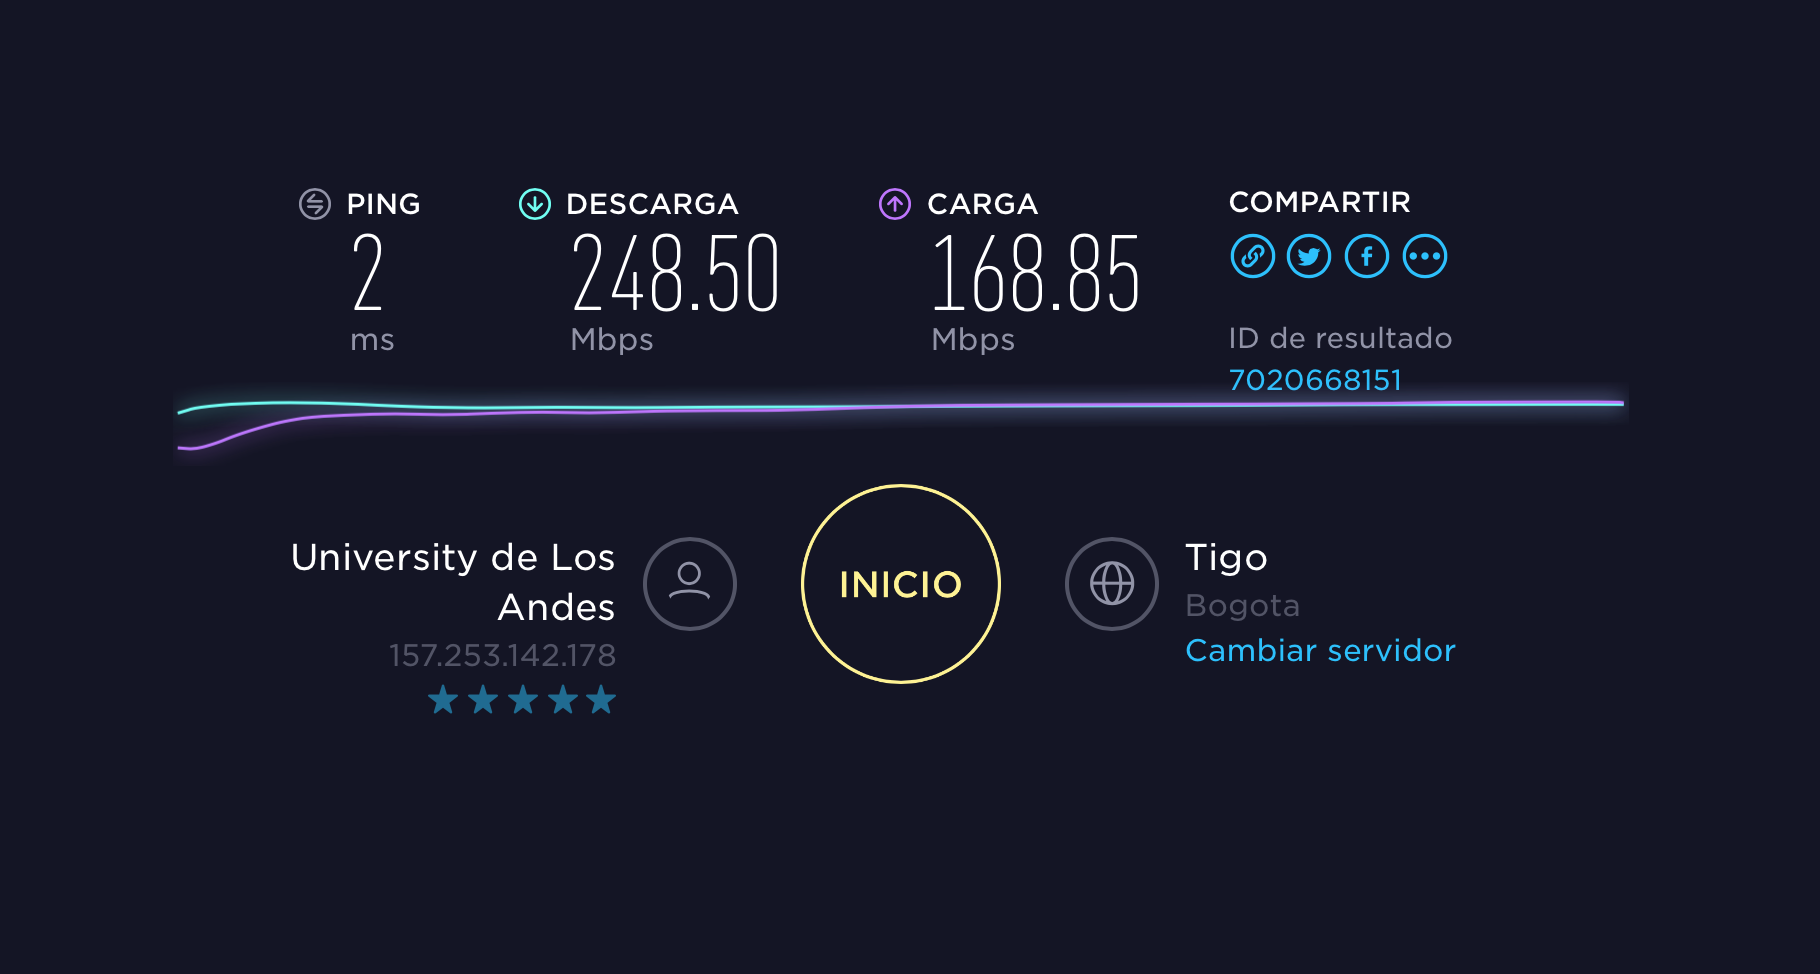 PING
2
ms
DESCARGA
248.50
Mbps
CARGA
168.85
Mbps
COMPARTIR
ID de resultado
7020668151
University de Los
Andes
157.253.142.178
INICIO
Tigo
Bogota
Cambiar servidor